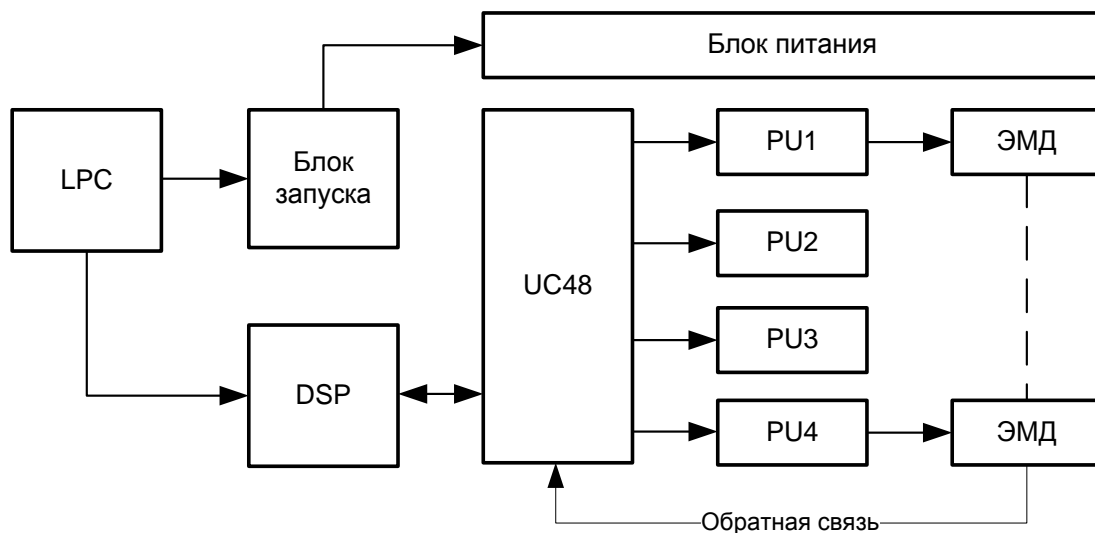 Блок питания
LPC
Блок
запуска
UC48
PU1
ЭМД
PU2
PU3
DSP
PU4
ЭМД
Обратная связь